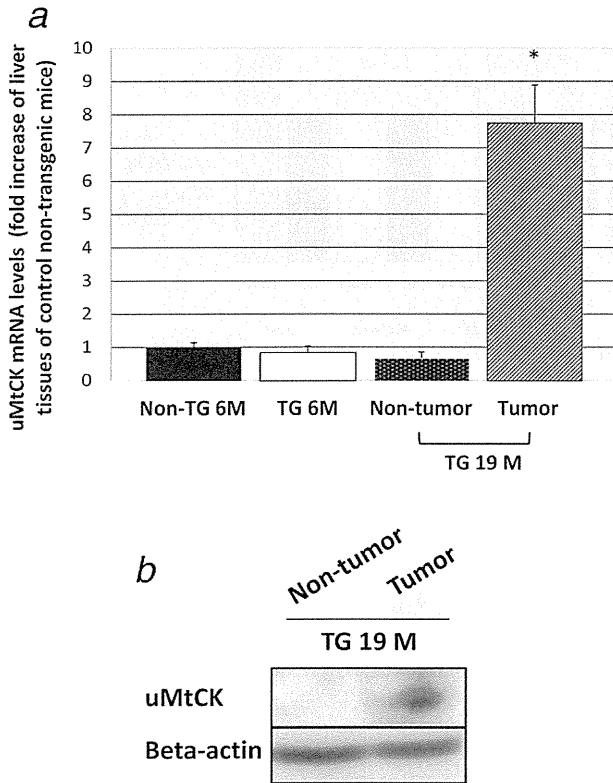 a
uMtCK mRNA levels (fold increase of liver
tissues of control non-transgenic mice)
10
9
8
7
6
5
4
3
2
1
0
*
Non-TG 6M TG 6M Non-tumor Tumor
TG 19 M
b
Non-tumor Tumor
TG 19 M
uMtCK
Beta-actin